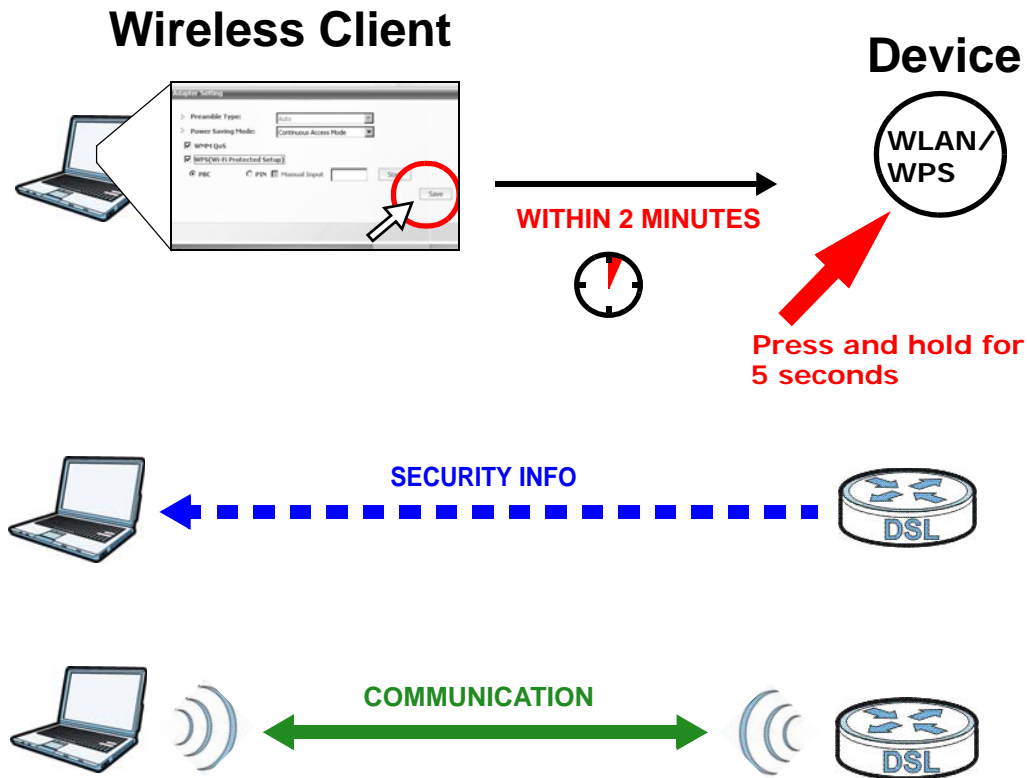 Wireless Client
Device
Adapter Setting
> Preamble Type: Auto
> Power Saving Mode: Continuous Access Mode
WMM QoS
WPS(Wi-Fi Protected Setup)
PBC PIN Manual Input
Save
WLAN/
WPS
WITHIN 2 MINUTES
Press and hold for
5 seconds
SECURITY INFO
DSL
COMMUNICATION
DSL